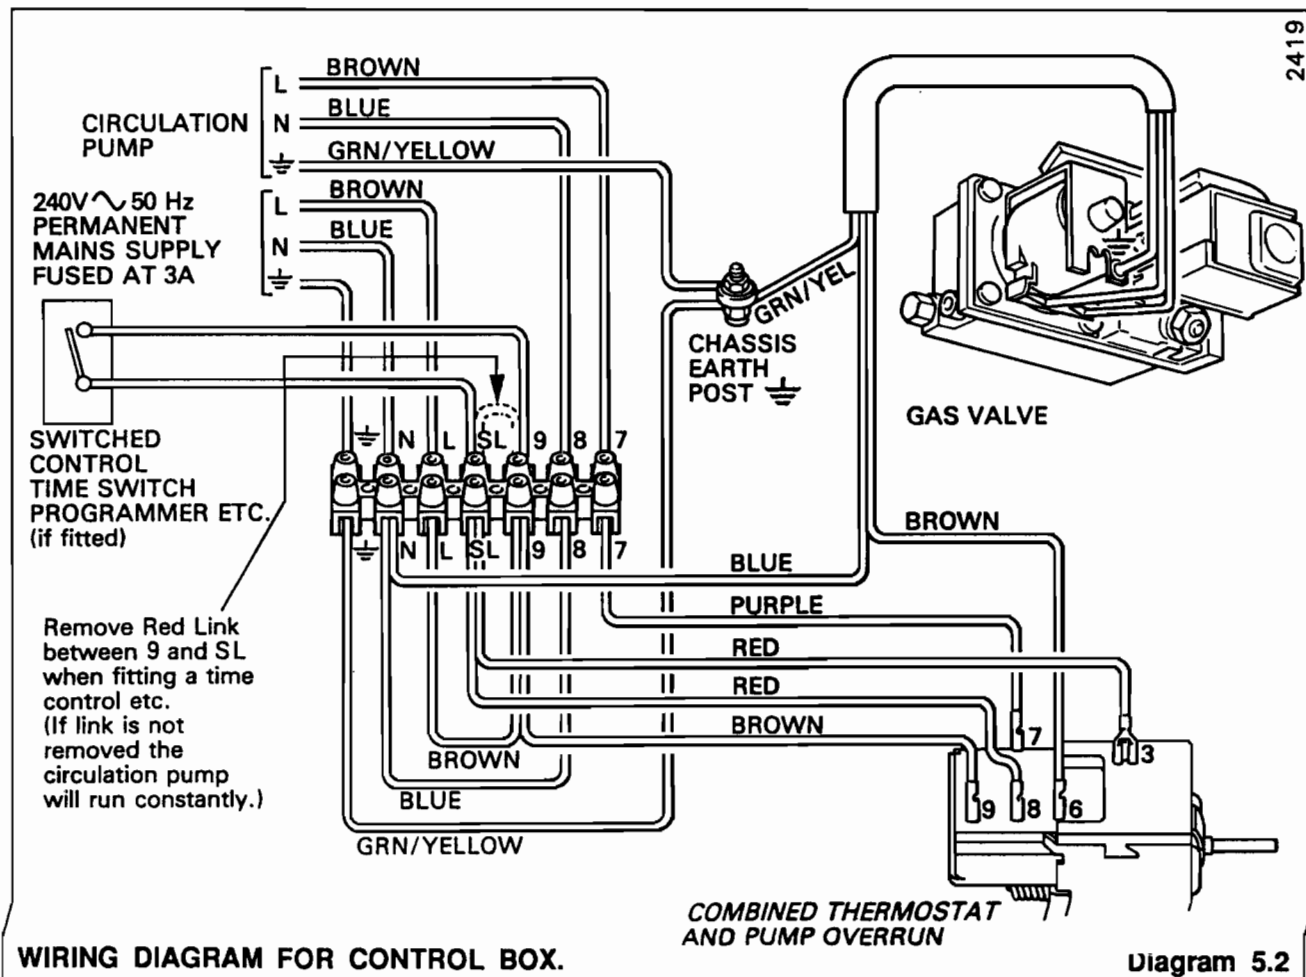 2419
BROWN
L
BLUE
CIRCULATION
PUMP
N
GRN/YELLOW
BROWN
240V 50 Hz
PERMANENT
MAINS SUPPLY
FUSED AT 3A
L
BLUE
N
GRN/YEL
CHASSIS
EARTH
POST
GAS VALVE
SWITCHED
CONTROL
TIME SWITCH
PROGRAMMER ETC.
(if fitted)
N L SL 9 8 7
N L SL 9 8 7
BROWN
BLUE
PURPLE
RED
RED
BROWN
Remove Red Link
between 9 and SL
when fitting a time
control etc.
(If link is not
removed the
circulation pump
will run constantly.)
BROWN
BLUE
GRN/YELLOW
7
3
9 8 6
COMBINED THERMOSTAT
AND PUMP OVERRUN
WIRING DIAGRAM FOR CONTROL BOX.
Diagram 5.2